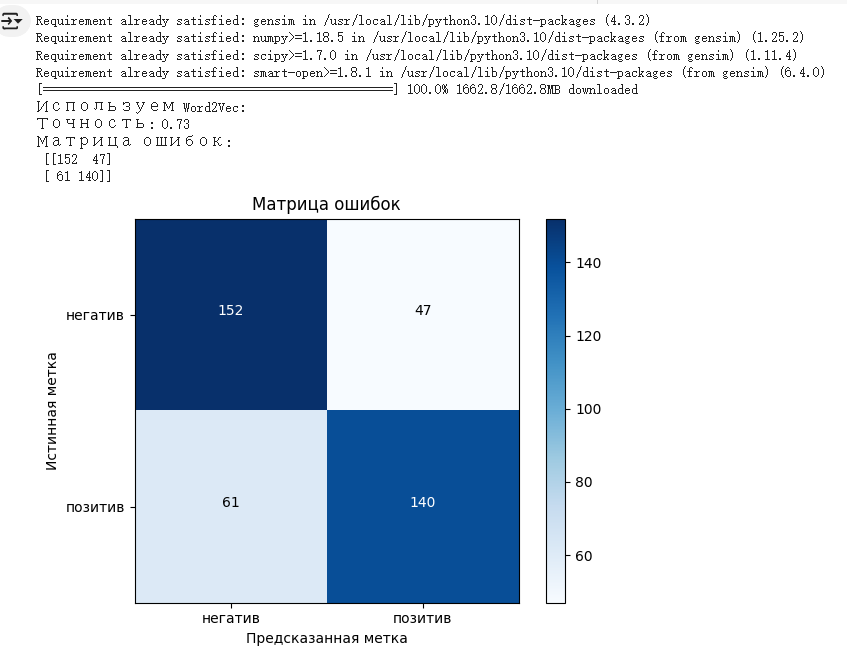 Requirement already satisfied: gensim in /usr/local/lib/python3.10/dist-packages (4.3.2)
Requirement already satisfied: numpy>=1.18.5 in /usr/local/lib/python3.10/dist-packages (from gensim) (1.25.2)
Requirement already satisfied: scipy>=1.7.0 in /usr/local/lib/python3.10/dist-packages (from gensim) (1.11.4)
Requirement already satisfied: smart-open>=1.8.1 in /usr/local/lib/python3.10/dist-packages (from gensim) (6.4.0)
[==================================================] 100.0% 1662.8/1662.8MB downloaded
Используем Word2Vec:
Точность: 0.73
Матрица ошибок:
[[152 47]
[ 61 140]]
Матрица ошибок
152 47
негатив
61 140
позитив
негатив позитив
Предсказанная метка
Истинная метка
140
120
100
80
60